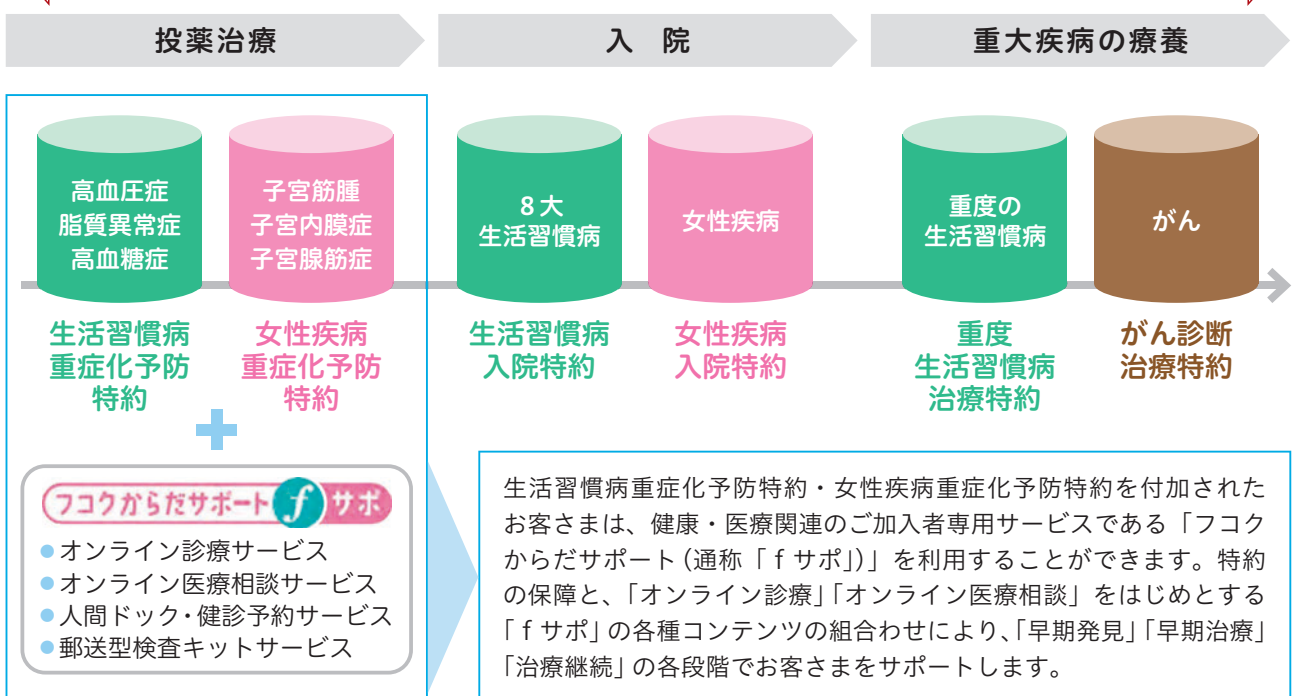 投薬治療
入 院
重大疾病の療養
高血圧症
脂質異常症
高血糖症
子宮筋腫
子宮内膜症
子宮腺筋症
8大
生活習慣病
女性疾病
重度の
生活習慣病
がん
生活習慣病
重症化予防
特約
女性疾病
重症化予防
特約
生活習慣病
入院特約
女性疾病
入院特約
重度
生活習慣病
治療特約
がん診断
治療特約
フコクからだサポート f サポ
●オンライン診療サービス
●オンライン医療相談サービス
●人間ドック・健診予約サービス
●郵送型検査キットサービス
生活習慣病重症化予防特約・女性疾病重症化予防特約を付加された
お客さまは、健康・医療関連のご加入者専用サービスである「フコク
からだサポート(通称「f サポ」)」を利用することができます。特約
の保障と、「オンライン診療」「オンライン医療相談」をはじめとする
「f サポ」の各種コンテンツの組合わせにより、「早期発見」「早期治療」
「治療継続」の各段階でお客さまをサポートします。